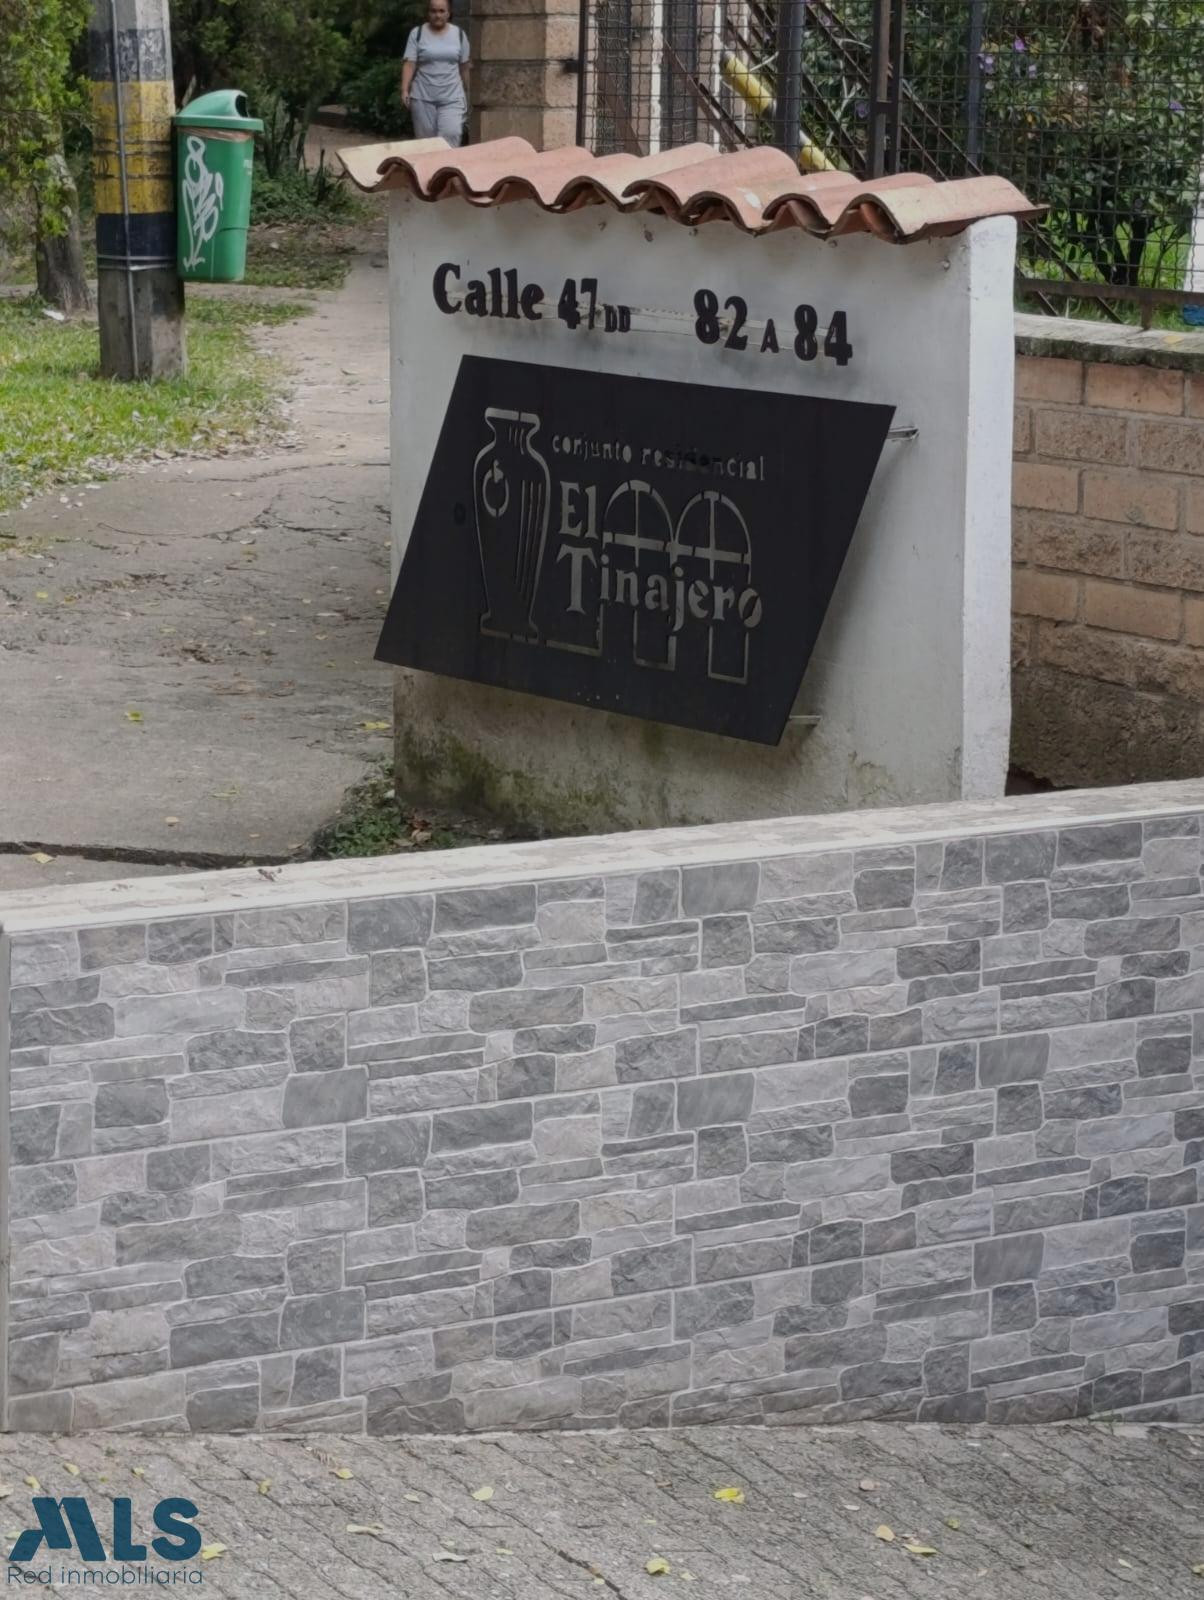 Calle 47DD 82 A 84
conjunto residencial
El
Tinajero
MLS
Red inmobiliaria